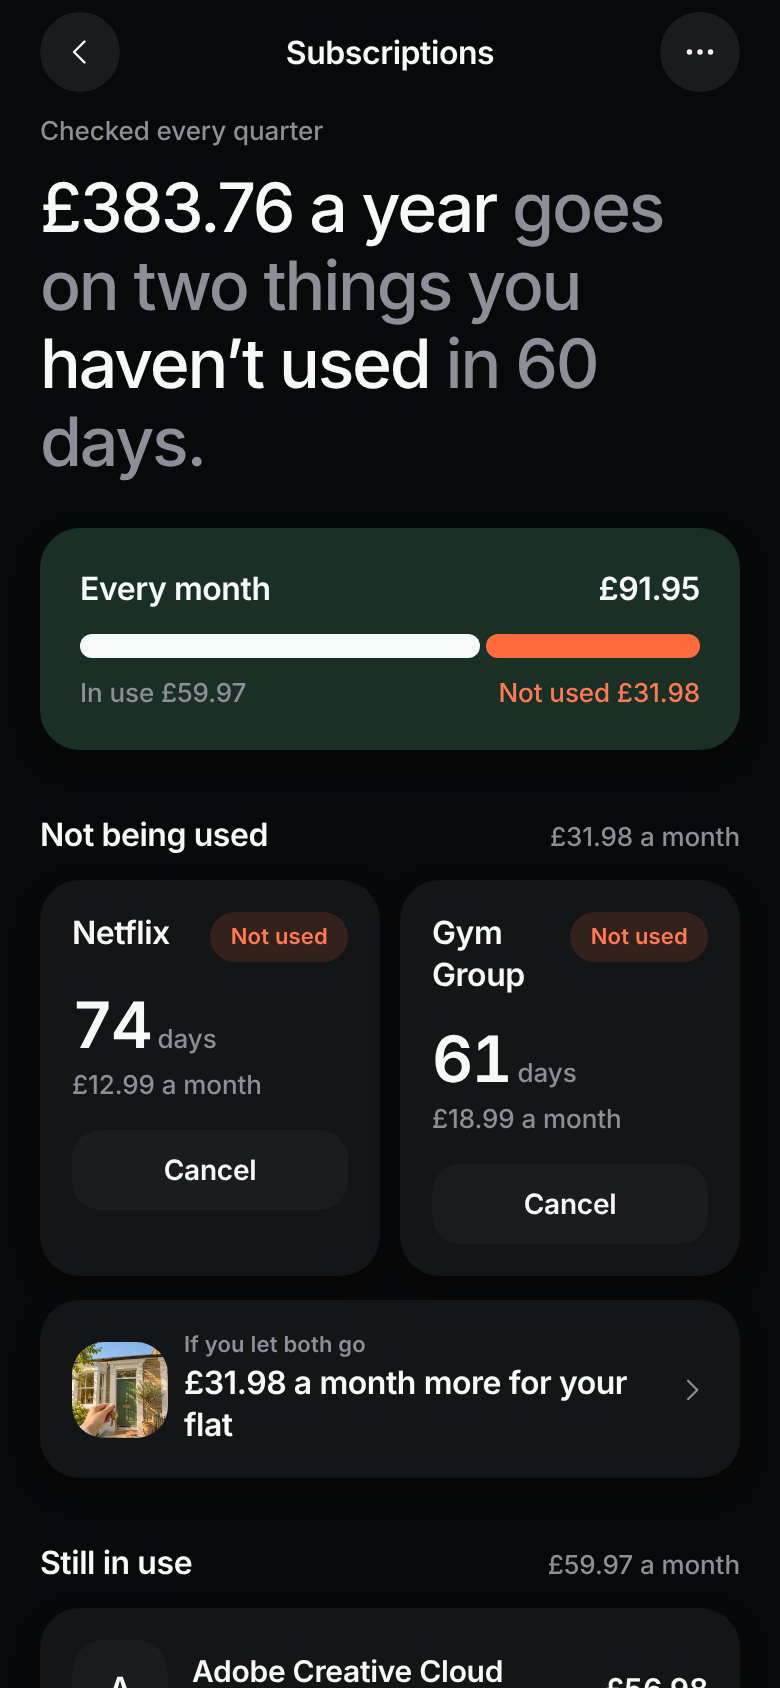 Subscriptions
Checked every quarter
£383.76 a year goes
on two things you
haven’t used in 60
days.
Every month £91.95
In use £59.97 Not used £31.98
Not being used £31.98 a month
Netflix Not used
74 days
£12.99 a month
Cancel
Gym Not used
Group
61 days
£18.99 a month
Cancel
If you let both go
£31.98 a month more for your
flat
Still in use £59.97 a month
A
Adobe Creative Cloud
£56.98